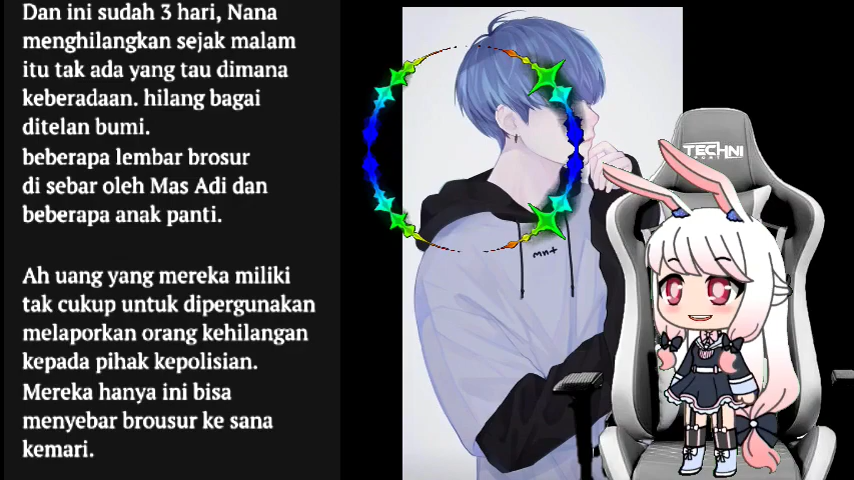 Dan ini sudah 3 hari, Nana
menghilangkan sejak malam
itu tak ada yang tau dimana
keberadaan. hilang bagai
ditelan bumi.
beberapa lembar brosur
di sebar oleh Mas Adi dan
beberapa anak panti.
Ah uang yang mereka miliki
tak cukup untuk dipergunakan
melaporkan orang kehilangan
kepada pihak kepolisian.
Mereka hanya ini bisa
menyebar brousur ke sana
kemari.
TECHNI